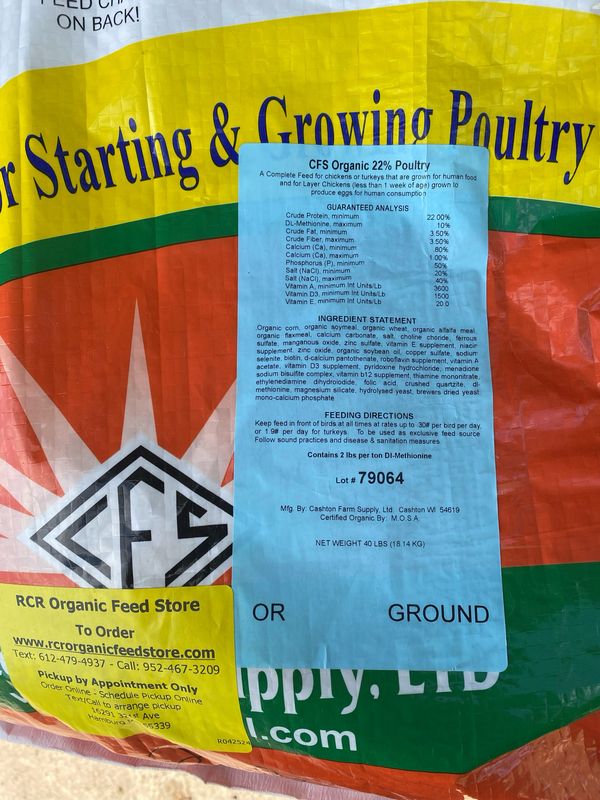 ON BACK!
Starting & Growing Poultry
CFS Organic 22% Poultry
A Complete Feed for chickens or turkeys that are grown for human food
and for Layer Chickens (less than 1 week of age) grown to
produce eggs for human consumption
GUARANTEED ANALYSIS
Crude Protein, minimum 22.00%
DL-Methionine, maximum 10%
Crude Fat, minimum 3.50%
Crude Fiber, maximum 3.50%
Calcium (Ca), minimum 80%
Calcium (Ca), maximum 1.00%
Phosphorus (P), minimum 50%
Salt (NaCl), minimum 20%
Salt (NaCl), maximum 40%
Vitamin A, minimum Int Units/Lb 3600
Vitamin D3, minimum Int Units/Lb 1500
Vitamin E, minimum Int Units/Lb 20.0
INGREDIENT STATEMENT
Organic corn, organic soymeal, organic wheat, organic alfalfa meal,
organic flaxmeal, calcium carbonate, salt, choline choride, ferrous
sulfate, manganous oxide, zinc sulfate, vitamin E supplement, niacin
supplement, zinc oxide, organic soybean oil, copper sulfate, sodium
selenite, biotin, d-calcium pantothenate, roboflavin supplement, vitamin A
acetate, vitamin D3 supplement, pyridoxine hydrochloride, menadione
sodium bisulfite complex, vitamin b12 supplement, thiamine mononitrate,
ethylenediamine dihydroiodide, folic acid, crushed quartzite, dl-
methionine, magnesium silicate, hydrolysed yeast, brewers dried yeast
mono-calcium phosphate
FEEDING DIRECTIONS
Keep feed in front of birds at all times at rates up to .30# per bird per day,
or 1.9# per day for turkeys. To be used as exclusive feed source
Follow sound practices and disease & sanitation measures
Contains 2 lbs per ton Dl-Methionine
Lot # 79064
Mfg. By: Cashton Farm Supply, Ltd Cashton WI 54619
Certified Organic By: M.O.S.A.
NET WEIGHT 40 LBS (18.14 KG)
OR GROUND
CFS
RCR Organic Feed Store
To Order
www.rcrorganicfeedstore.com
Text: 612-479-4937 - Call: 952-467-3209
Pickup by Appointment Only
Order Online - Schedule Pickup Online
Text/Call to arrange pickup
Ave
Hamburg
R042524
LTD
.com